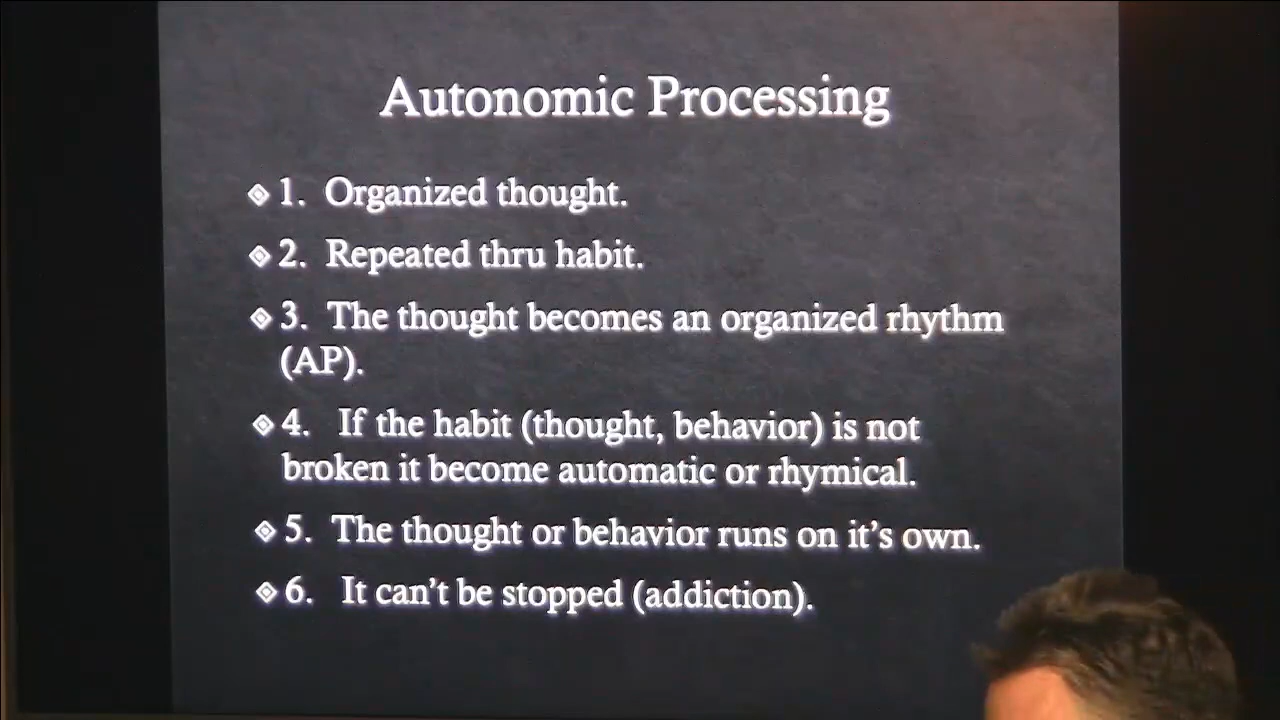 Autonomic Processing
1. Organized thought.
2. Repeated thru habit.
3. The thought becomes an organized rhythm
(AP).
4. If the habit (thought, behavior) is not
broken it become automatic or rhymical.
5. The thought or behavior runs on it's own.
6. It can't be stopped (addiction).